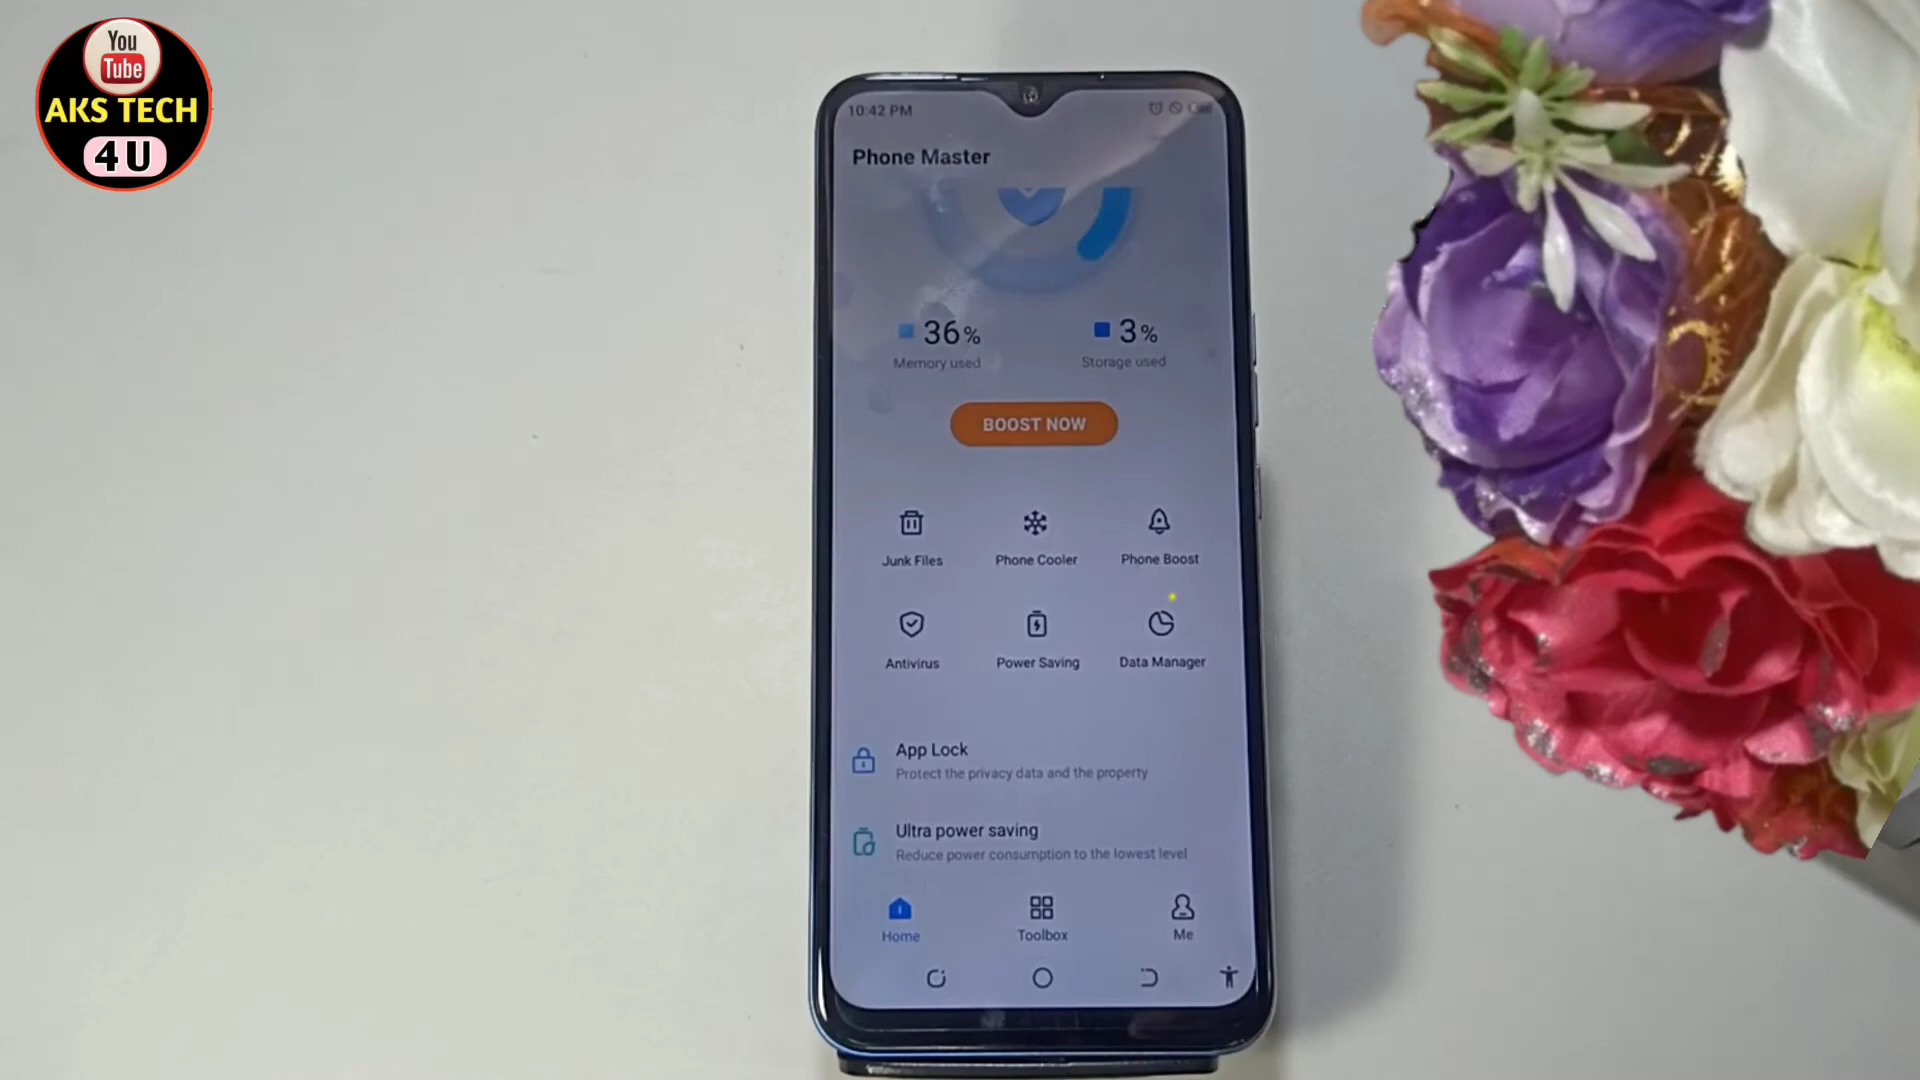 You
Tube
AKS TECH
4 U
10:42 PM
Phone Master
36%
3%
Memory used
Storage used
BOOST NOW
Junk Files
Phone Cooler
Phone Boost
Antivirus
Power Saving
Data Manager
App Lock
Protect the privacy data and the property
Ultra power saving
Reduce power consumption to the lowest level
Home
Toolbox
Me